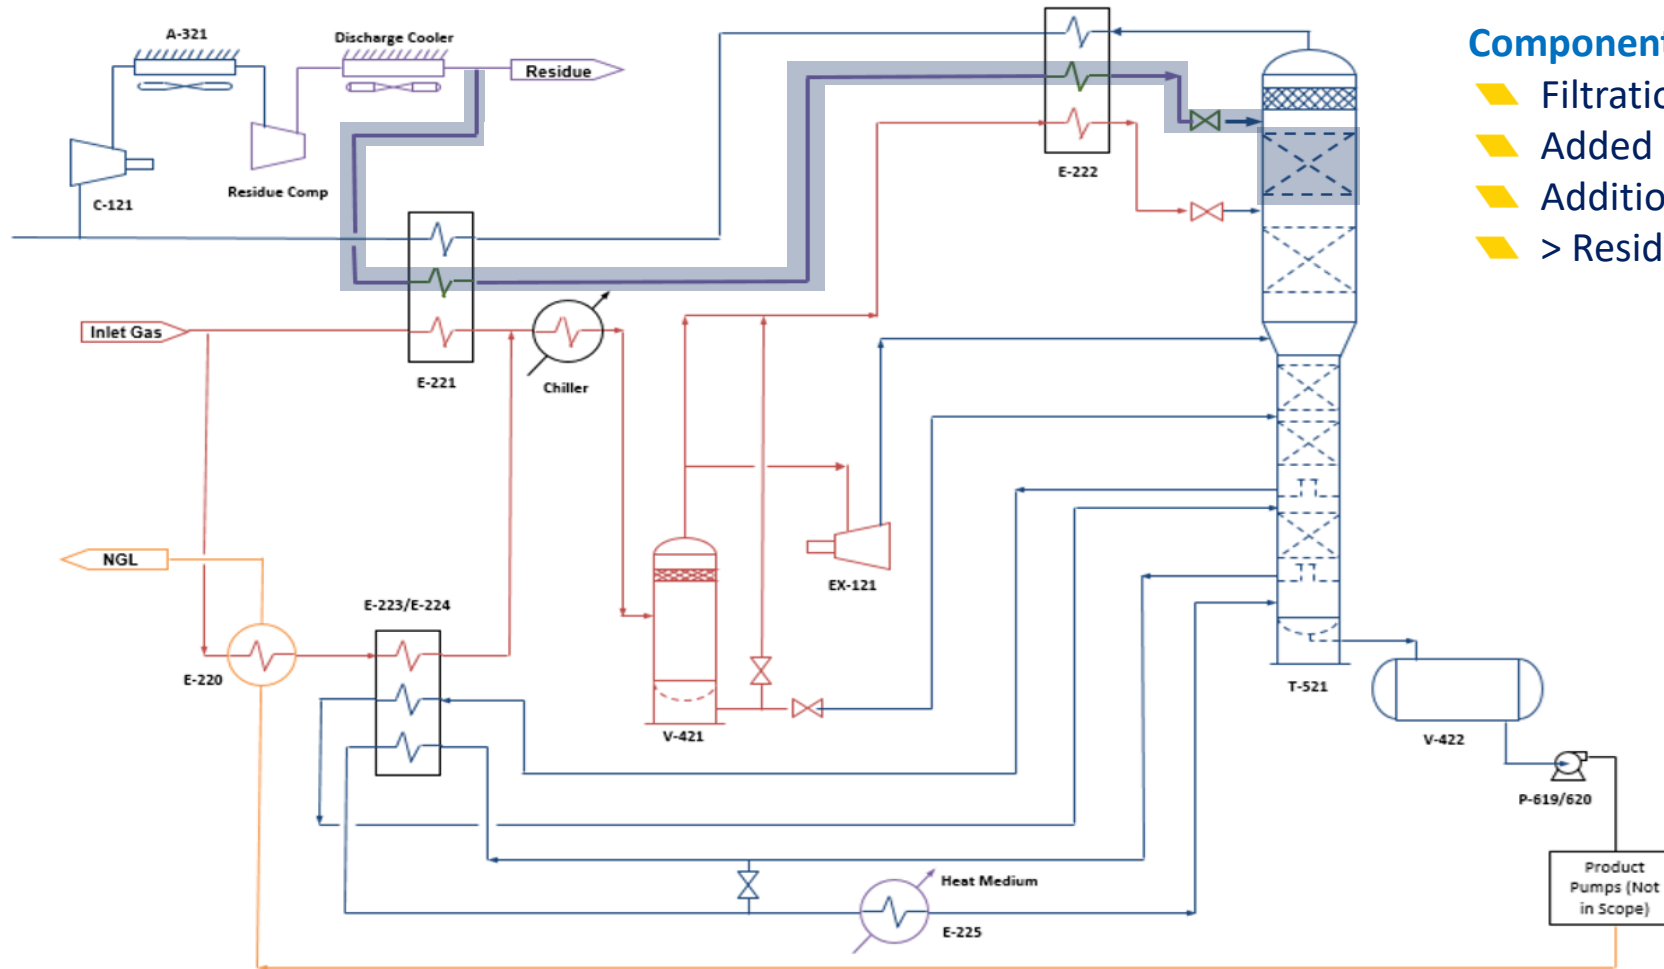 A-321
Discharge Cooler
Residue
Component
Filtratio
Added
Additio
> Resid
E-222
Residue Comp
C-121
Inlet Gas
E-221
Chiller
NGL
EX-121
E-223/E-224
E-220
T-521
V-421
V-422
P-619/620
Heat Medium
E-225
Product
Pumps (Not
in Scope)